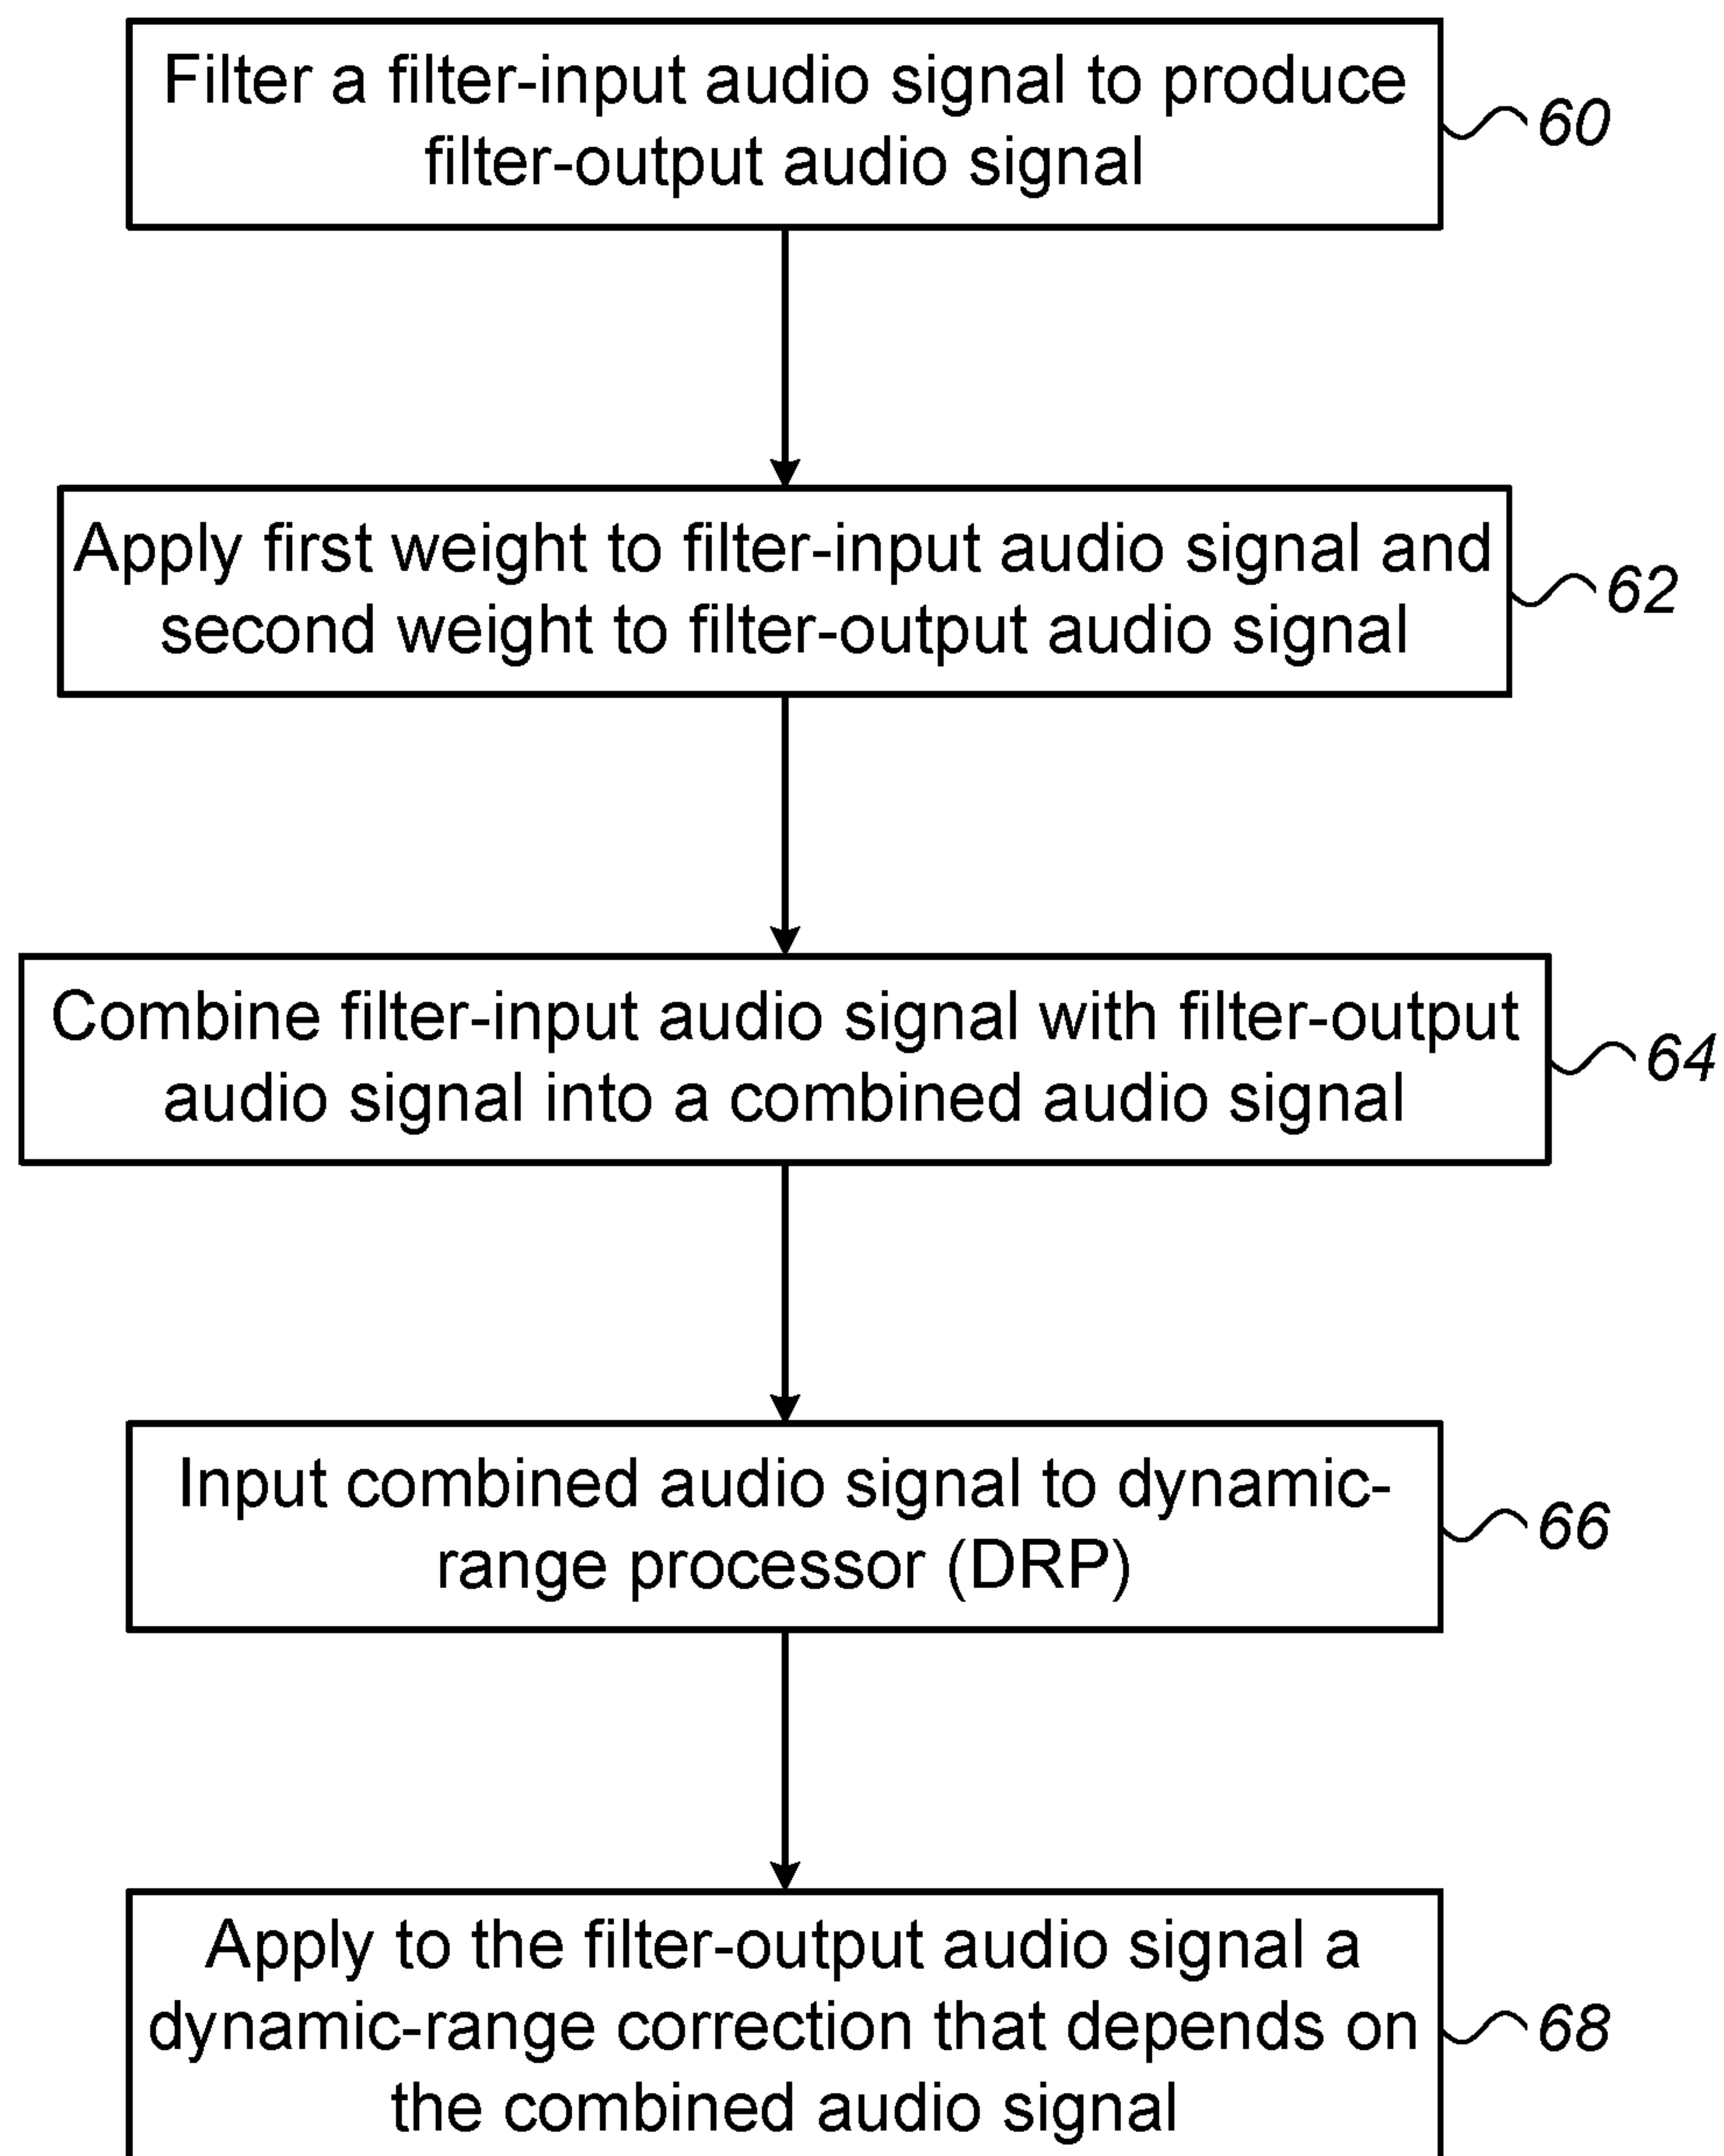 Filter a filter-input audio signal to produce
filter-output audio signal
60
Apply first weight to filter-input audio signal and
second weight to filter-output audio signal
62
Combine filter-input audio signal with filter-output
audio signal into a combined audio signal
64
Input combined audio signal to dynamic-
range processor (DRP)
66
Apply to the filter-output audio signal a
dynamic-range correction that depends on
the combined audio signal
68